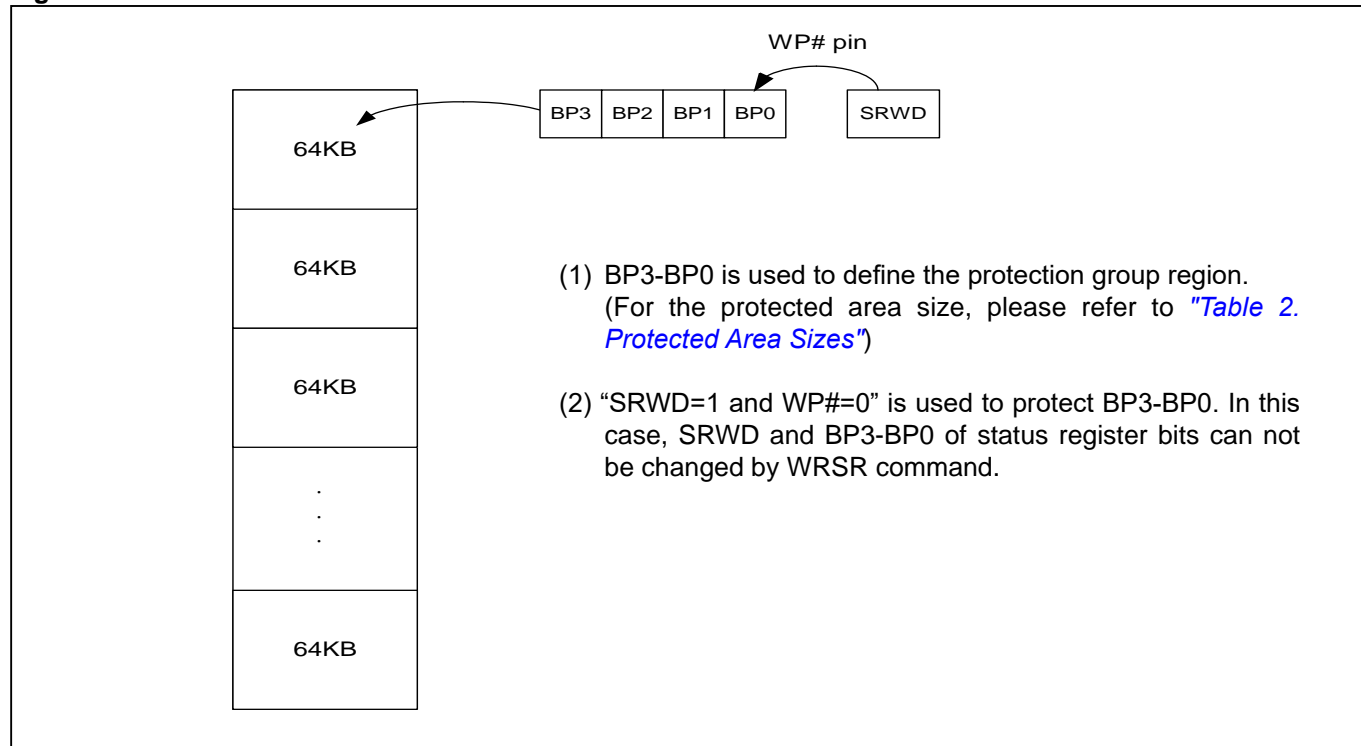 WP# pin
BP3 BP2 BP1 BP0 SRWD
64KB
64KB
(1) BP3-BP0 is used to define the protection group region.
(For the protected area size, please refer to "Table 2.
Protected Area Sizes")
64KB
(2) “SRWD=1 and WP#=0” is used to protect BP3-BP0. In this
case, SRWD and BP3-BP0 of status register bits can not
be changed by WRSR command.
.
.
.
64KB